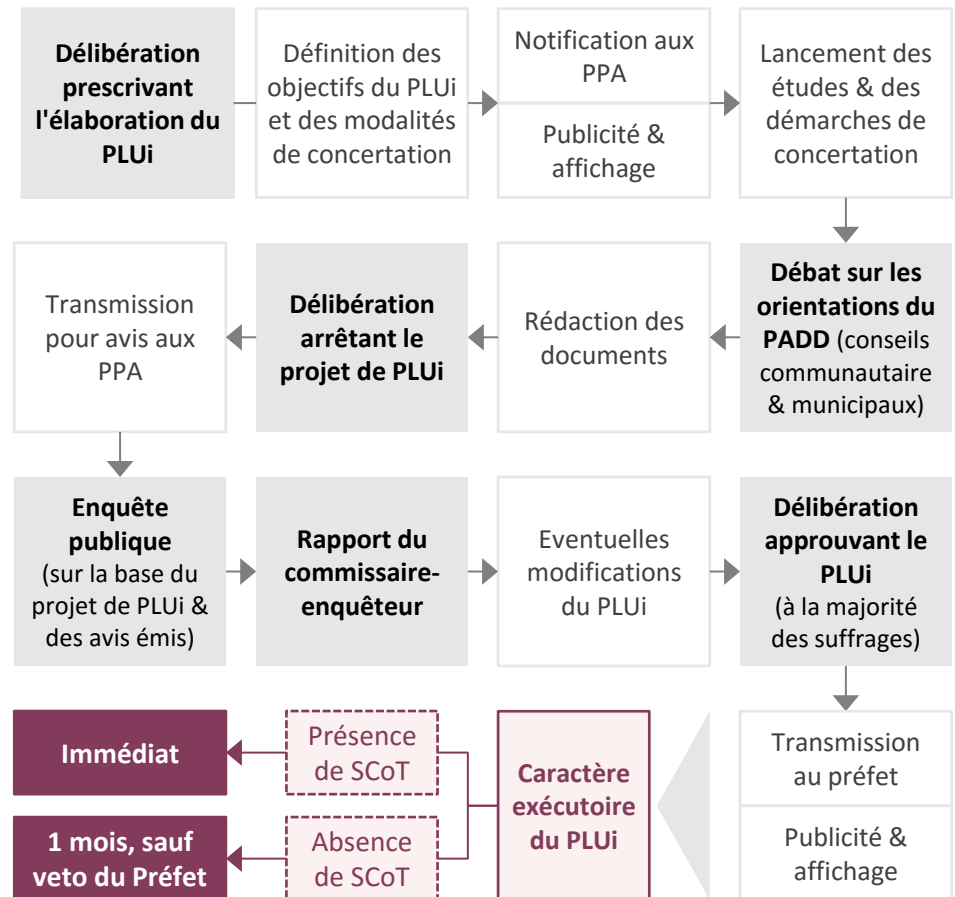 Délibération
prescrivant
l'élaboration du
PLUi
Définition des
objectifs du PLUi
et des modalités
de concertation
Notification aux
PPA
Publicité &
affichage
Lancement des
études & des
démarches de
concertation
Débat sur les
orientations du
PADD (conseils
communautaire
& municipaux)
Rédaction des
documents
Délibération
arrêtant le
projet de PLUi
Transmission
pour avis aux
PPA
Enquête
publique
(sur la base du
projet de PLUi &
des avis émis)
Rapport du
commissaire-
enquêteur
Eventuelles
modifications
du PLUi
Délibération
approuvant le
PLUi
(à la majorité
des suffrages)
Transmission
au préfet
Publicité &
affichage
Caractère
exécutoire
du PLUi
Présence
de SCoT
Immédiat
Absence
de SCoT
1 mois, sauf
veto du Préfet